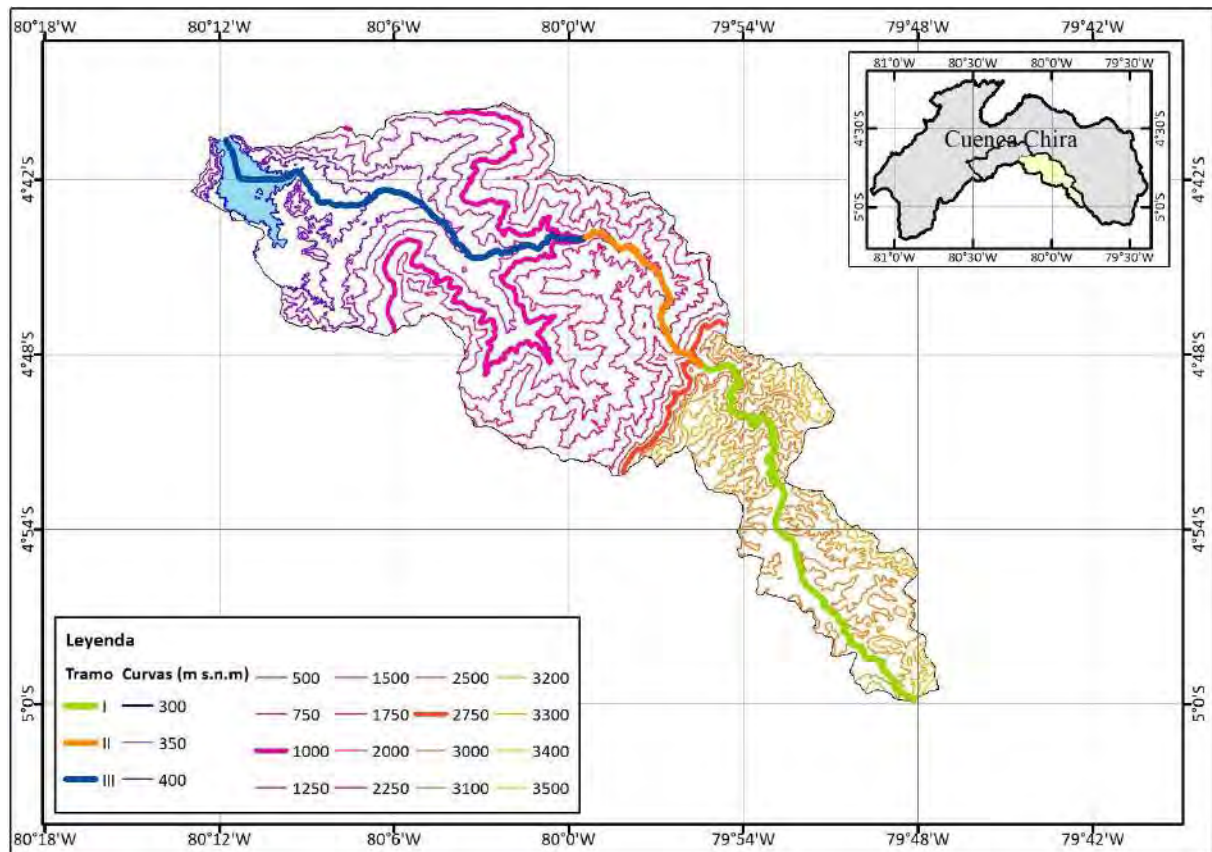 80°18'W 80°12'W 80°6'W 80°0'W 79°54'W 79°48'W 79°42'W
81°0'W 80°30'W 80°0'W 79°30'W
4°30'S 4°30'S
Cuenca Chira
5°0'S 5°0'S
81°0'W 80°30'W 80°0'W 79°30'W
4°42'S 4°42'S
4°48'S 4°48'S
4°54'S 4°54'S
5°0'S 5°0'S
Leyenda
Tramo Curvas (m s.n.m)
I 300
II 350
III 400
500 1500 2500 3200
750 1750 2750 3300
1000 2000 3000 3400
1250 2250 3100 3500
80°18'W 80°12'W 80°6'W 80°0'W 79°54'W 79°48'W 79°42'W